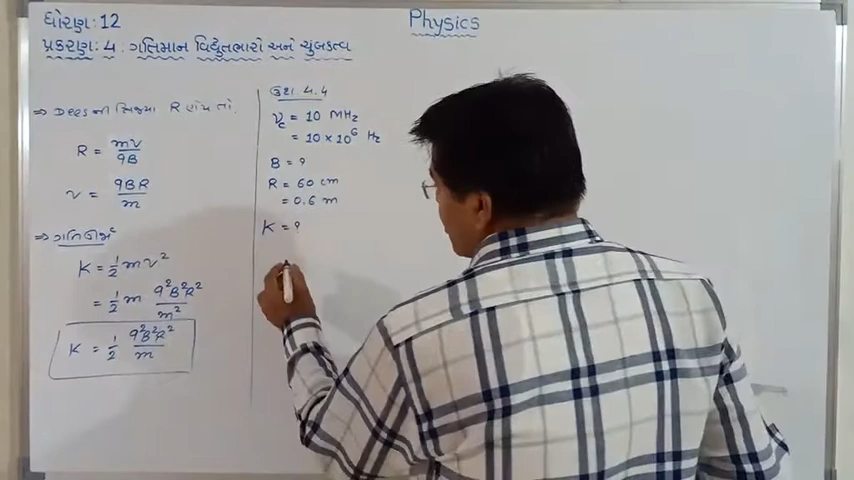 ધોરણ: 12
Physics
પ્રકરણ: 4. ગતિમાન વિદ્યુતભારો અને ચુંબકત્વ
⇒ Deesની ત્રિજ્યા R હોય તો.
R = mv/qB
v = qBR/m
⇒ ગતિઊર્જા
K = 1/2 mv²
= 1/2 m q²B²R²/m²
K = 1/2 q²B²R²/m
ઉદા. 4.4
ν_c = 10 MHz
= 10 × 10⁶ Hz
B = ?
R = 60 cm
= 0.6 m
K = ?